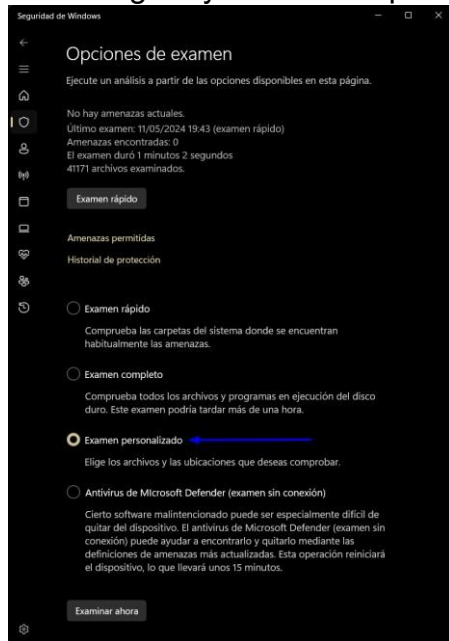 Seguridad de Windows
Opciones de examen
Ejecute un análisis a partir de las opciones disponibles en esta página.
No hay amenazas actuales.
Último examen: 11/05/2024 19:43 (examen rápido)
Amenazas encontradas: 0
El examen duró 1 minutos 2 segundos
41171 archivos examinados.
Examen rápido
Amenazas permitidas
Historial de protección
Examen rápido
Comprueba las carpetas del sistema donde se encuentran
habitualmente las amenazas.
Examen completo
Comprueba todos los archivos y programas en ejecución del disco
duro. Este examen podría tardar más de una hora.
Examen personalizado
Elige los archivos y las ubicaciones que deseas comprobar.
Antivirus de Microsoft Defender (examen sin conexión)
Cierto software malintencionado puede ser especialmente difícil de
quitar del dispositivo. El antivirus de Microsoft Defender (examen sin
conexión) puede ayudar a encontrarlo y quitarlo mediante las
definiciones de amenazas más actualizadas. Esta operación reiniciará
el dispositivo, lo que llevará unos 15 minutos.
Examinar ahora